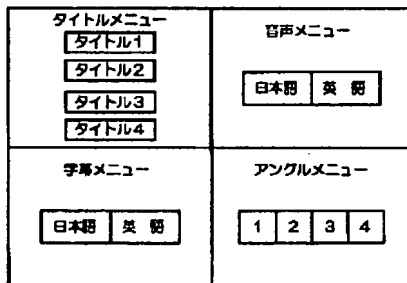 タイトルメニュー
タイトル1
タイトル2
タイトル3
タイトル4
音声メニュー
日本語 英 語
字幕メニュー
日本語 英 語
アングルメニュー
1 2 3 4